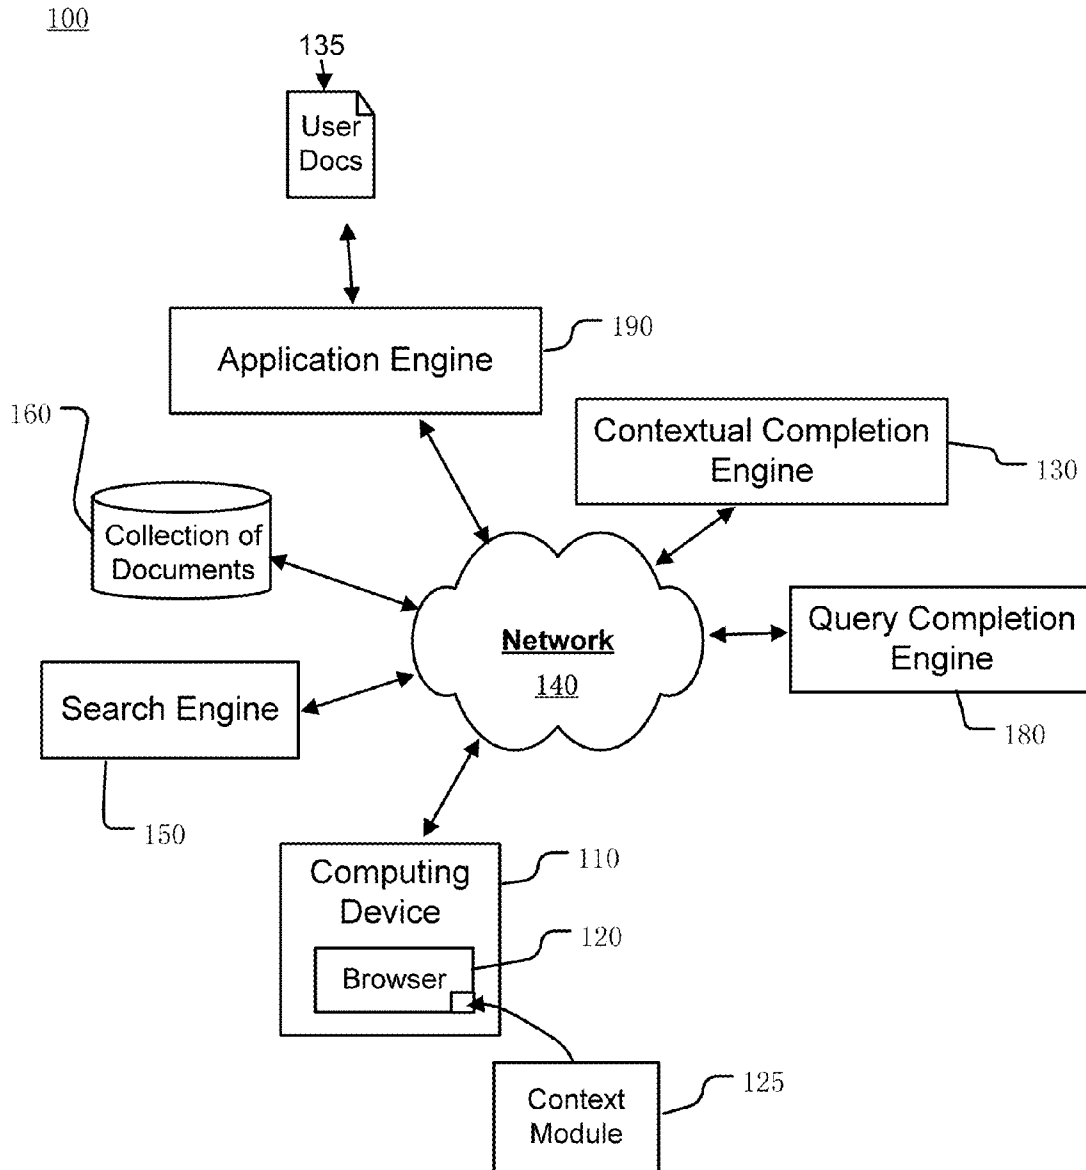 100
135
User
Docs
Application Engine
190
160
Contextual Completion
Engine
130
Collection of
Documents
Query Completion
Engine
Network
140
180
Search Engine
150
110
Computing
Device
120
Browser
125
Context
Module